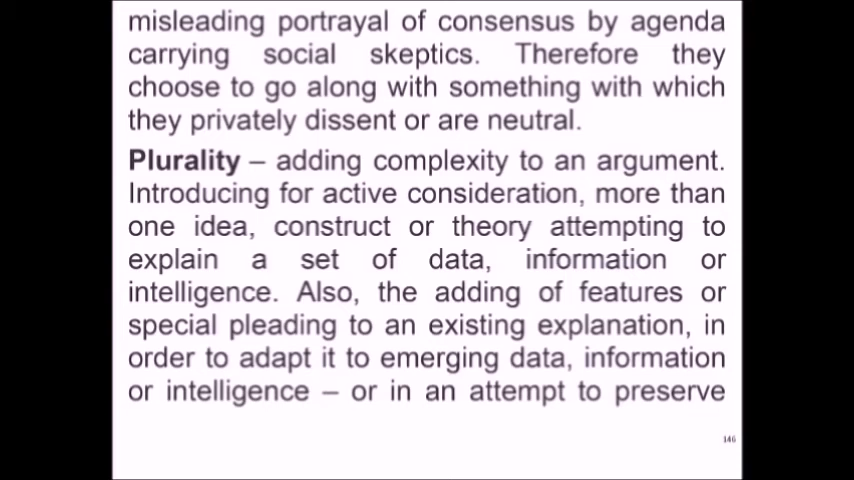 misleading portrayal of consensus by agenda
carrying social skeptics. Therefore they
choose to go along with something with which
they privately dissent or are neutral.
Plurality – adding complexity to an argument.
Introducing for active consideration, more than
one idea, construct or theory attempting to
explain a set of data, information or
intelligence. Also, the adding of features or
special pleading to an existing explanation, in
order to adapt it to emerging data, information
or intelligence – or in an attempt to preserve
146